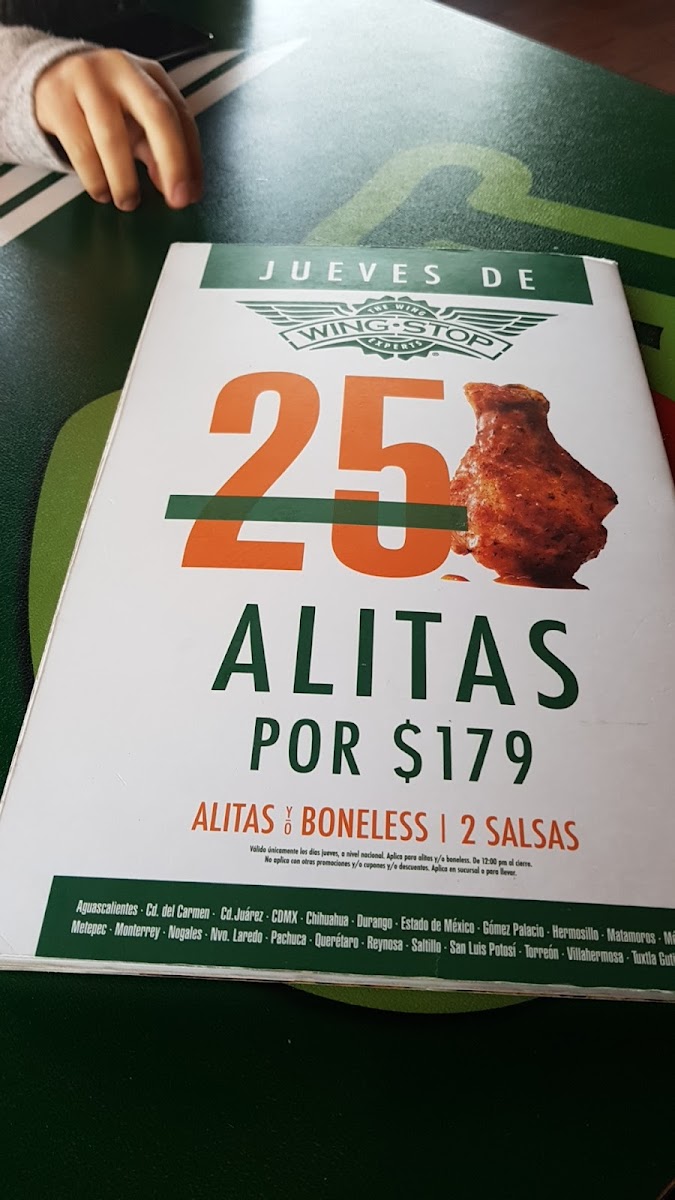 JUEVES DE
THE WING
WING·STOP
EXPERTS
25
ALITAS
POR $179
ALITAS Y/O BONELESS | 2 SALSAS
Válido únicamente los días jueves, a nivel nacional. Aplica para alitas y/o boneless. De 12:00 pm al cierre.
No aplica con otras promociones y/o cupones y/o descuentos. Aplica en sucursal o para llevar.
Aguascalientes · Cd. del Carmen · Cd.Juárez · CDMX · Chihuahua · Durango · Estado de México · Gómez Palacio · Hermosillo · Matamoros ·
Metepec · Monterrey · Nogales · Nvo. Laredo · Pachuca · Querétaro · Reynosa · Saltillo · San Luis Potosí · Torreón · Villahermosa · Tuxtla